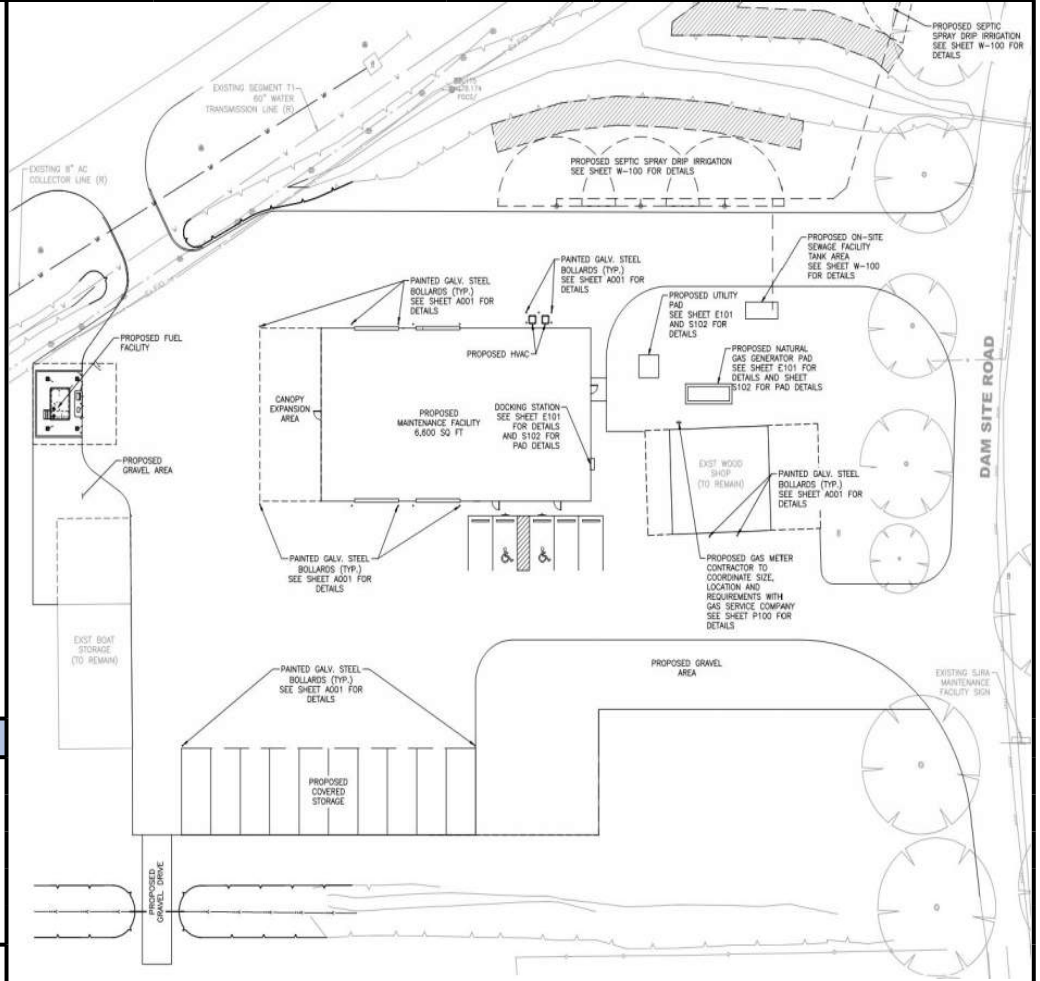 PROPOSED SEPTIC
SPRAY DRIP IRRIGATION
SEE SHEET W-100 FOR
DETAILS
EXISTING SEGMENT T1
60" WATER
TRANSMISSION LINE (R)
EXISTING 8" AC
COLLECTOR LINE (R)
PROPOSED SEPTIC SPRAY DRIP IRRIGATION
SEE SHEET W-100 FOR DETAILS
PROPOSED ON-SITE
SEWAGE FACILITY
TANK AREA
SEE SHEET W-100
FOR DETAILS
PAINTED GALV. STEEL
BOLLARDS (TYP.)
SEE SHEET A001 FOR
DETAILS
PAINTED GALV. STEEL
BOLLARDS (TYP.)
SEE SHEET A001 FOR
DETAILS
PROPOSED UTILITY
PAD
SEE SHEET E101
AND S102 FOR
DETAILS
PROPOSED FUEL
FACILITY
PROPOSED HVAC
PROPOSED NATURAL
GAS GENERATOR PAD
SEE SHEET E101 FOR
DETAILS AND SHEET
S102 FOR PAD DETAILS
CANOPY
EXPANSION
AREA
PROPOSED
MAINTENANCE FACILITY
6,600 SQ FT
DOCKING STATION
SEE SHEET E101
FOR DETAILS
AND S102 FOR
PAD DETAILS
DAM SITE ROAD
PROPOSED
GRAVEL AREA
EXST WOOD
SHOP
(TO REMAIN)
PAINTED GALV. STEEL
BOLLARDS (TYP.)
SEE SHEET A001 FOR
DETAILS
PAINTED GALV. STEEL
BOLLARDS (TYP.)
SEE SHEET A001 FOR
DETAILS
PROPOSED GAS METER
CONTRACTOR TO
COORDINATE SIZE,
LOCATION AND
REQUIREMENTS WITH
GAS SERVICE COMPANY
SEE SHEET P100 FOR
DETAILS
EXST BOAT
STORAGE
(TO REMAIN)
PAINTED GALV. STEEL
BOLLARDS (TYP.)
SEE SHEET A001 FOR
DETAILS
PROPOSED GRAVEL
AREA
EXISTING SJRA
MAINTENANCE
FACILITY SIGN
PROPOSED
COVERED
STORAGE
PROPOSED
GRAVEL DRIVE